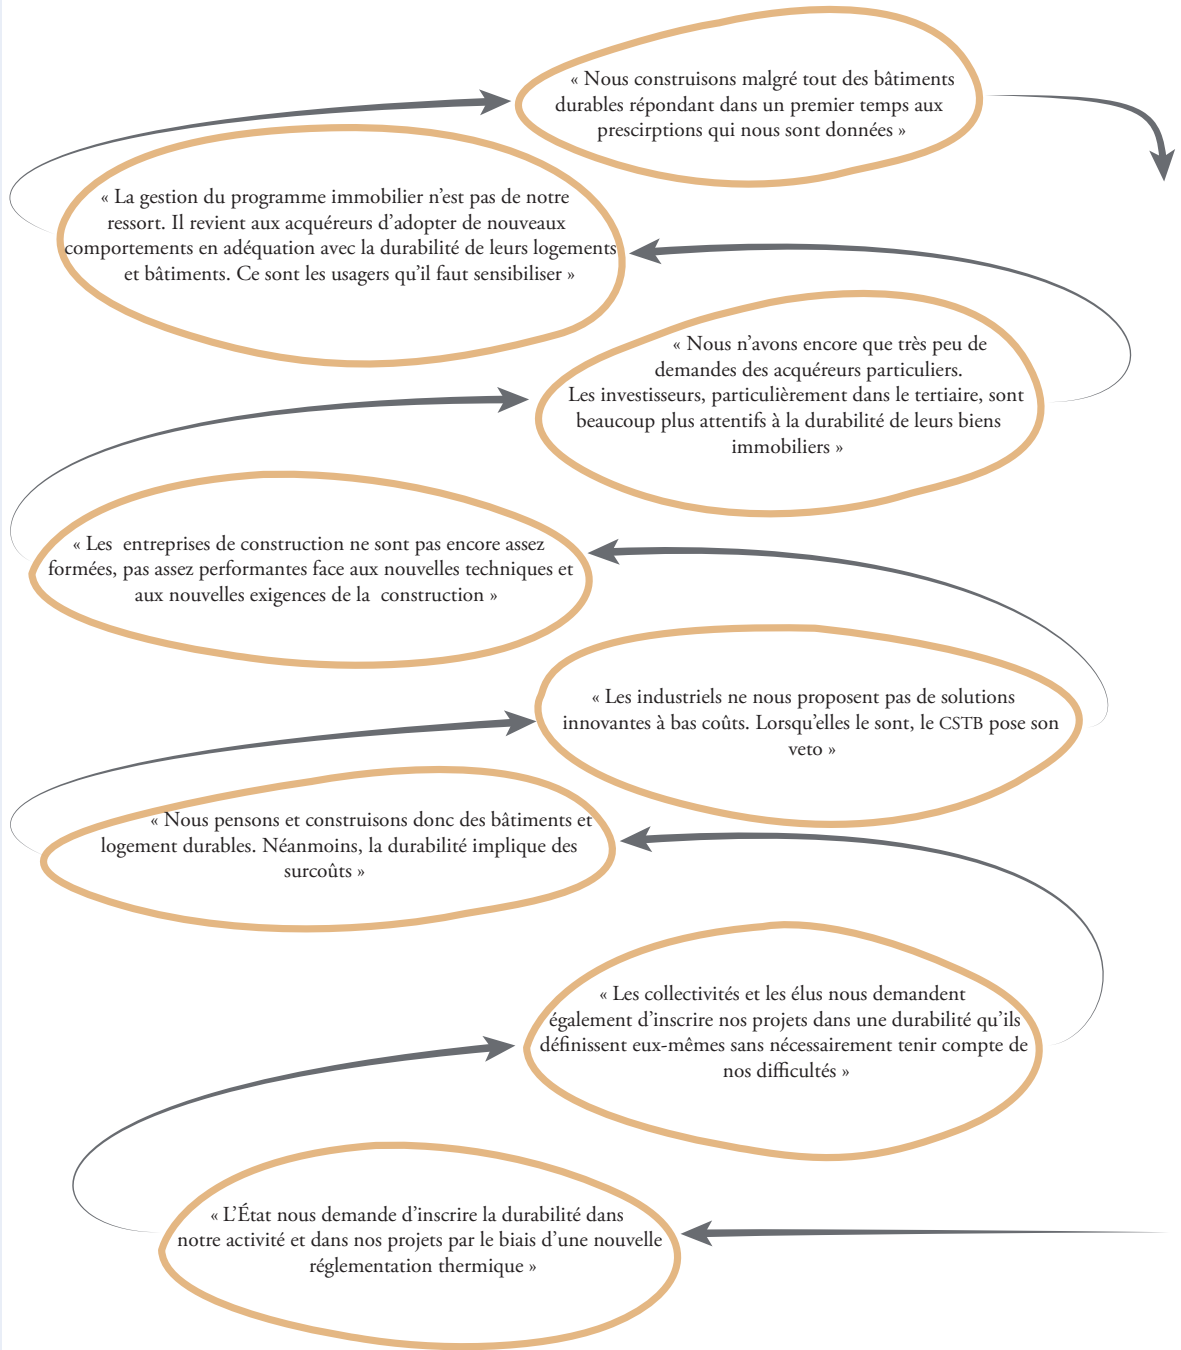 « Nous construisons malgré tout des bâtiments
durables répondant dans un premier temps aux
prescirptions qui nous sont données »
« La gestion du programme immobilier n’est pas de notre
ressort. Il revient aux acquéreurs d’adopter de nouveaux
comportements en adéquation avec la durabilité de leurs logements
et bâtiments. Ce sont les usagers qu’il faut sensibiliser »
« Nous n’avons encore que très peu de
demandes des acquéreurs particuliers.
Les investisseurs, particulièrement dans le tertiaire, sont
beaucoup plus attentifs à la durabilité de leurs biens
immobiliers »
« Les entreprises de construction ne sont pas encore assez
formées, pas assez performantes face aux nouvelles techniques et
aux nouvelles exigences de la construction »
« Les industriels ne nous proposent pas de solutions
innovantes à bas coûts. Lorsqu’elles le sont, le CSTB pose son
veto »
« Nous pensons et construisons donc des bâtiments et
logement durables. Néanmoins, la durabilité implique des
surcoûts »
« Les collectivités et les élus nous demandent
également d’inscrire nos projets dans une durabilité qu’ils
définissent eux-mêmes sans nécessairement tenir compte de
nos difficultés »
« L’État nous demande d’inscrire la durabilité dans
notre activité et dans nos projets par le biais d’une nouvelle
réglementation thermique »